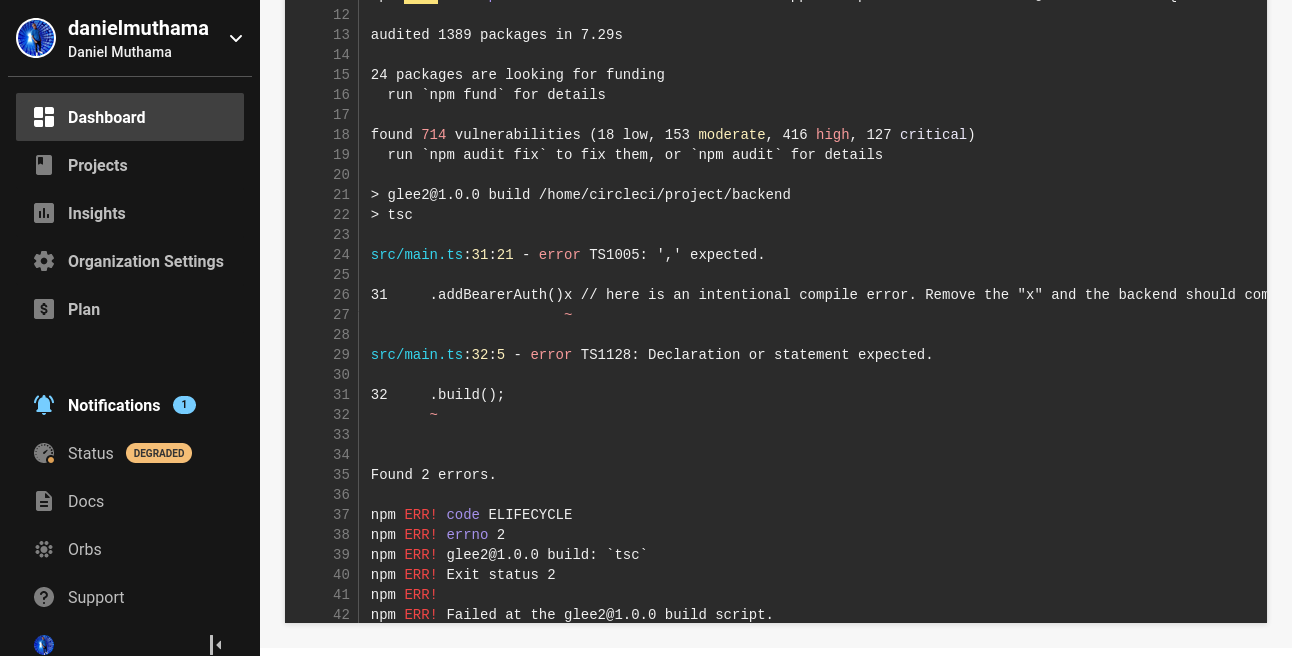 danielmuthama
Daniel Muthama
Dashboard
Projects
Insights
Organization Settings
Plan
Notifications 1
Status DEGRADED
Docs
Orbs
Support
12
13 audited 1389 packages in 7.29s
14
15 24 packages are looking for funding
16 run `npm fund` for details
17
18 found 714 vulnerabilities (18 low, 153 moderate, 416 high, 127 critical)
19 run `npm audit fix` to fix them, or `npm audit` for details
20
21 > glee2@1.0.0 build /home/circleci/project/backend
22 > tsc
23
24 src/main.ts:31:21 - error TS1005: ',' expected.
25
26 31 .addBearerAuth()x // here is an intentional compile error. Remove the "x" and the backend should com
27 ~
28
29 src/main.ts:32:5 - error TS1128: Declaration or statement expected.
30
31 32 .build();
32 ~
33
34
35 Found 2 errors.
36
37 npm ERR! code ELIFECYCLE
38 npm ERR! errno 2
39 npm ERR! glee2@1.0.0 build: `tsc`
40 npm ERR! Exit status 2
41 npm ERR!
42 npm ERR! Failed at the glee2@1.0.0 build script.